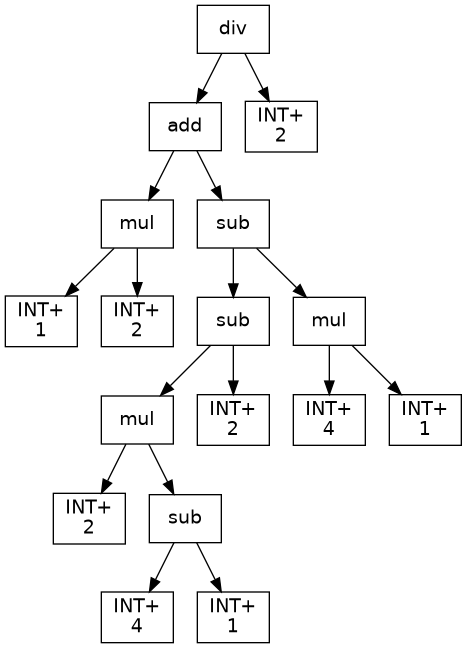 div
add
INT+
2
mul
sub
INT+
1
INT+
2
sub
mul
mul
INT+
2
INT+
4
INT+
1
INT+
2
sub
INT+
4
INT+
1